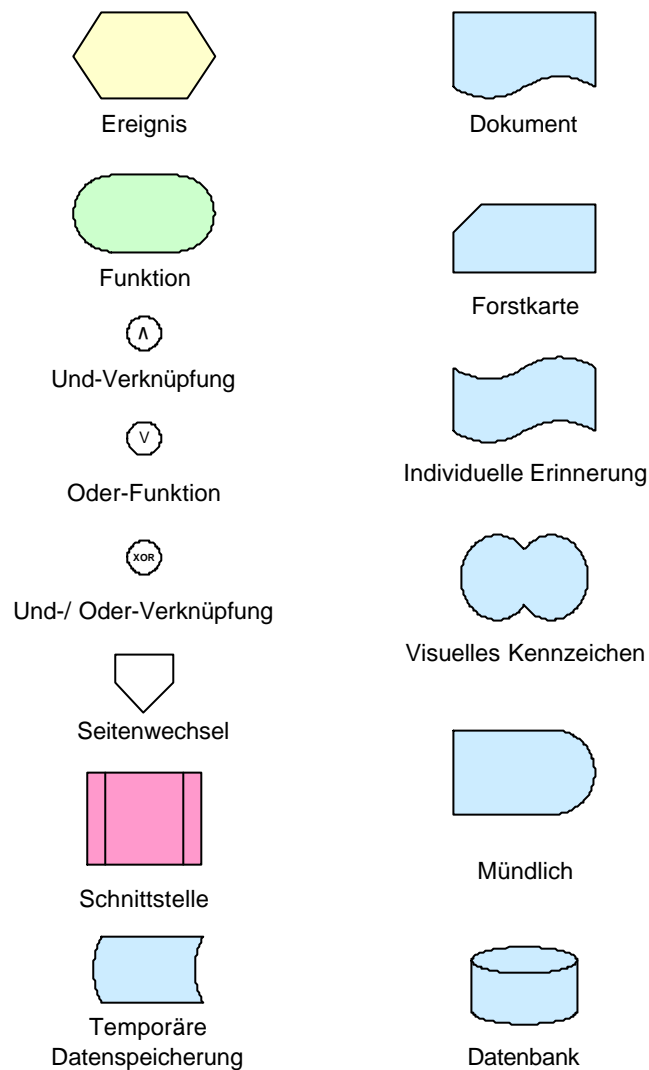 Ereignis
Funktion
∧
Und-Verknüpfung
V
Oder-Funktion
XOR
Und-/ Oder-Verknüpfung
Seitenwechsel
Schnittstelle
Temporäre
Datenspeicherung
Dokument
Forstkarte
Individuelle Erinnerung
Visuelles Kennzeichen
Mündlich
Datenbank